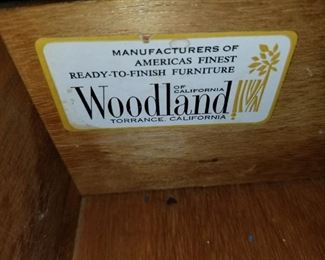 MANUFACTURERS OF
AMERICAS FINEST
READY-TO-FINISH FURNITURE
Woodland OF CALIFORNIA
TORRANCE, CALIFORNIA